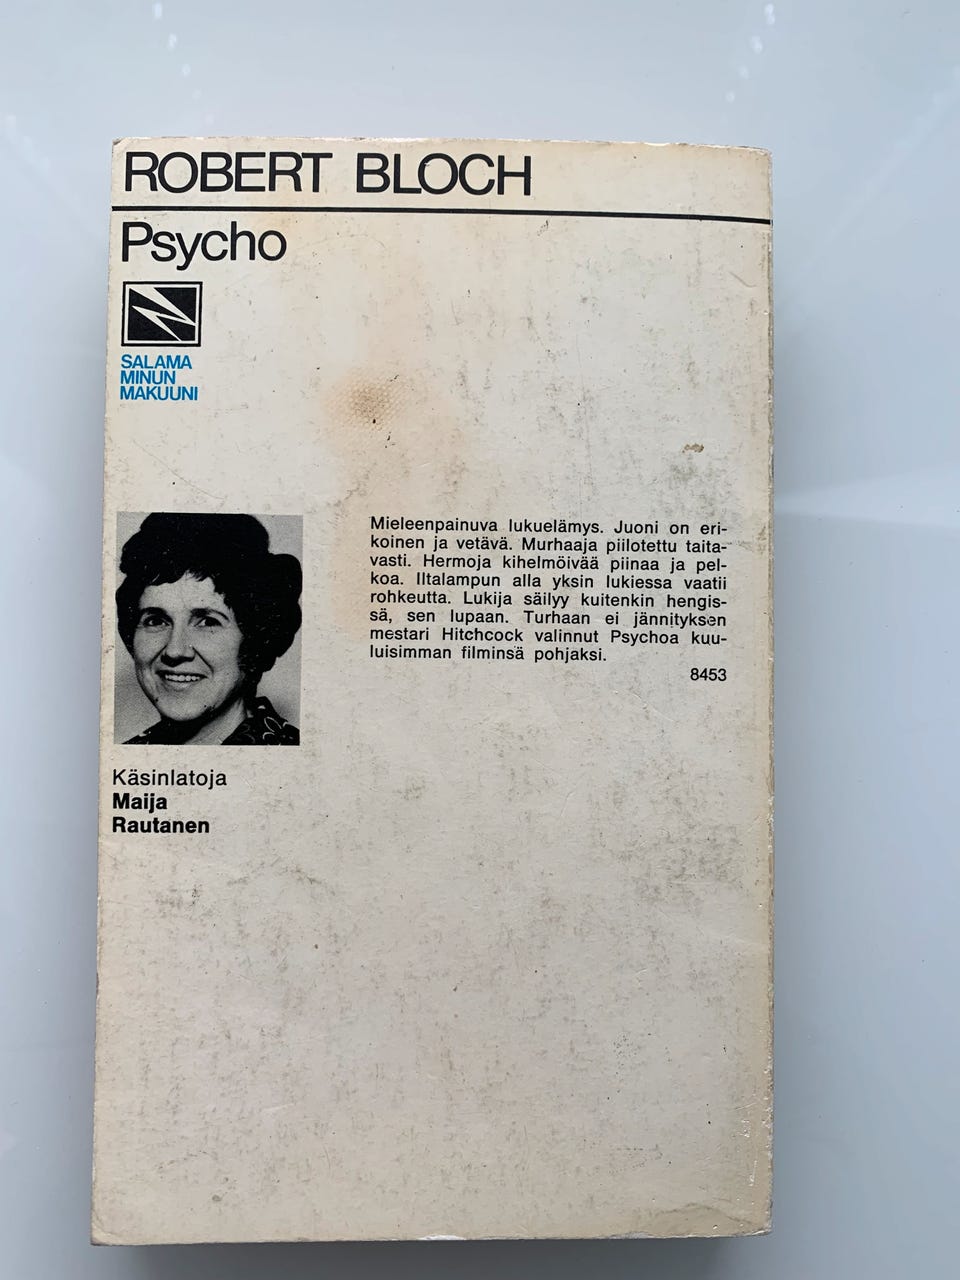 ROBERT BLOCH
Psycho
SALAMA
MINUN
MAKUUNI
Mieleenpainuva lukuelämys. Juoni on eri-
koinen ja vetävä. Murhaaja piilotettu taita-
vasti. Hermoja kihelmöivää piinaa ja pel-
koa. Iltalampun alla yksin lukiessa vaatii
rohkeutta. Lukija säilyy kuitenkin hengis-
sä, sen lupaan. Turhaan ei jännityksen
mestari Hitchcock valinnut Psychoa kuu-
luisimman filminsä pohjaksi.
8453
Käsinlatoja
Maija
Rautanen